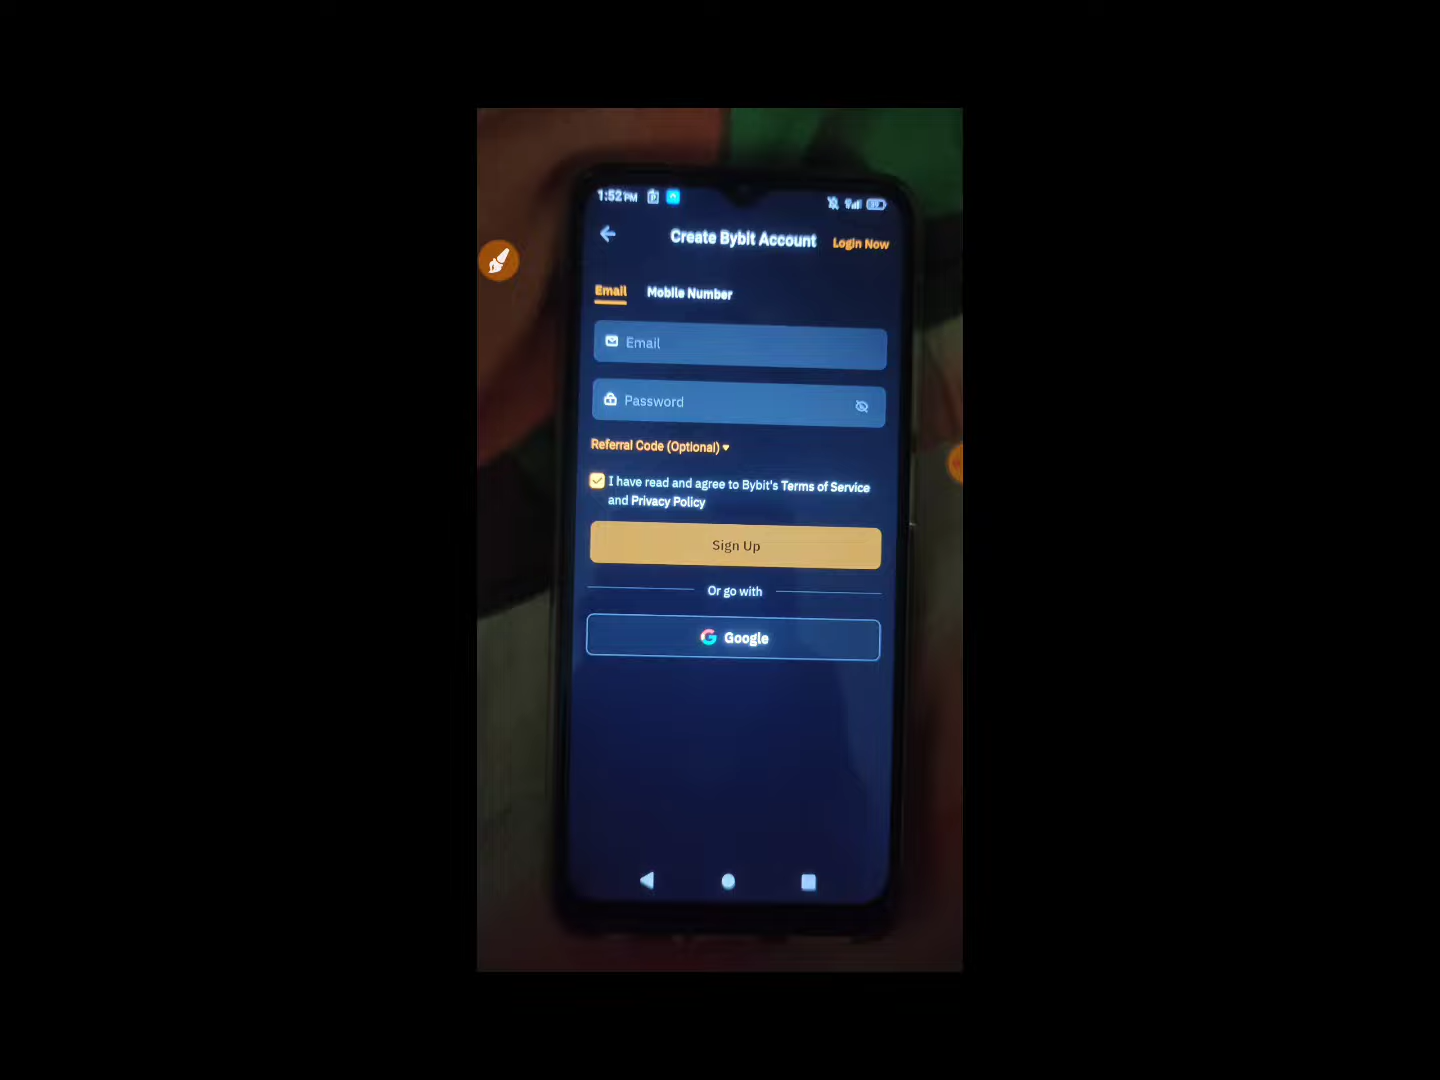 1:52 PM
Create Bybit Account
Login Now
Email
Mobile Number
Email
Password
Referral Code (Optional)
I have read and agree to Bybit's Terms of Service
and Privacy Policy
Sign Up
Or go with
Google